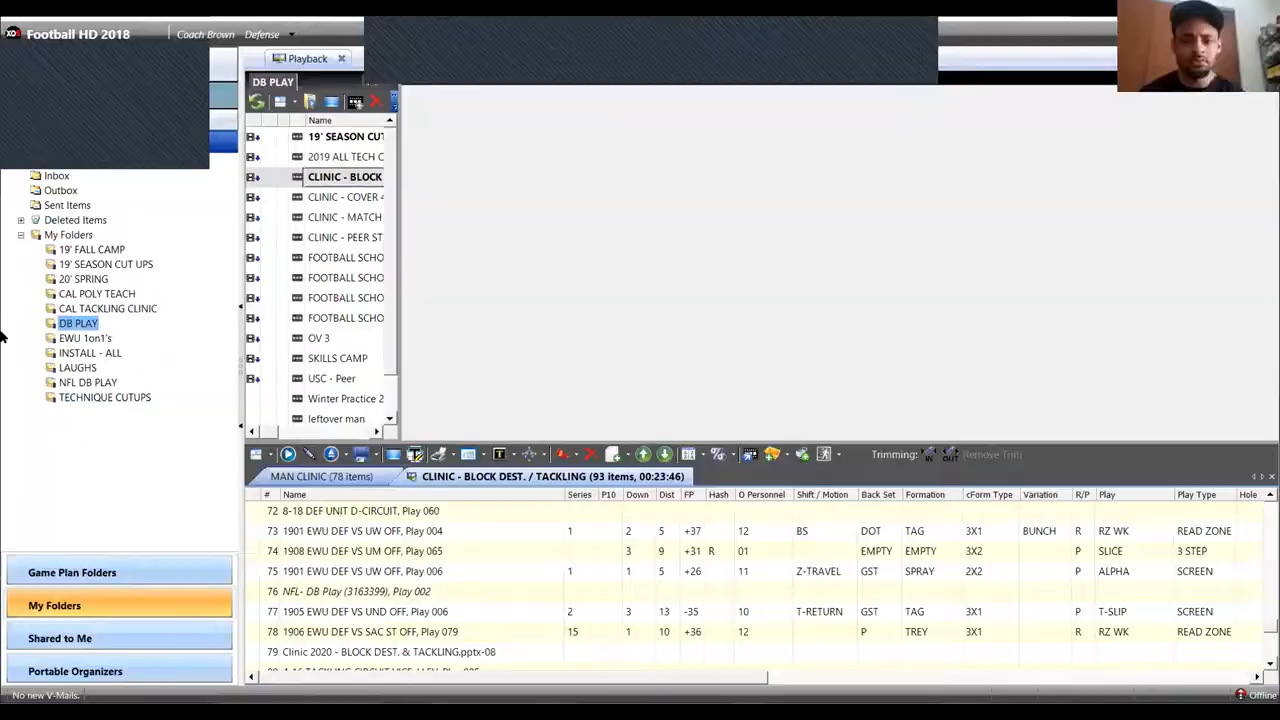 XOS Football HD 2018 Coach Brown Defense
Playback
DB PLAY
Name
19' SEASON CUT
2019 ALL TECH C
CLINIC - BLOCK
CLINIC - COVER 4
CLINIC - MATCH
CLINIC - PEER ST
FOOTBALL SCHO
FOOTBALL SCHO
FOOTBALL SCHO
FOOTBALL SCHO
OV 3
SKILLS CAMP
USC - Peer
Winter Practice 2
leftover man
Inbox
Outbox
Sent Items
Deleted Items
My Folders
19' FALL CAMP
19' SEASON CUT UPS
20' SPRING
CAL POLY TEACH
CAL TACKLING CLINIC
DB PLAY
EWU 1on1's
INSTALL - ALL
LAUGHS
NFL DB PLAY
TECHNIQUE CUTUPS
Game Plan Folders
My Folders
Shared to Me
Portable Organizers
No new V-Mails.
Trimming: IN OUT Remove Trim
MAN CLINIC (78 items) CLINIC - BLOCK DEST. / TACKLING (93 items, 00:23:46)
# Name Series P10 Down Dist FP Hash O Personnel Shift / Motion Back Set Formation cForm Type Variation R/P Play Play Type Hole
72 8-18 DEF UNIT D-CIRCUIT, Play 060
73 1901 EWU DEF VS UW OFF, Play 004 1 2 5 +37 12 BS DOT TAG 3X1 BUNCH R RZ WK READ ZONE
74 1908 EWU DEF VS UM OFF, Play 065 3 9 +31 R 01 EMPTY EMPTY 3X2 P SLICE 3 STEP
75 1901 EWU DEF VS UW OFF, Play 006 1 1 5 +26 11 Z-TRAVEL GST SPRAY 2X2 P ALPHA SCREEN
76 NFL- DB Play (3163399), Play 002
77 1905 EWU DEF VS UND OFF, Play 006 2 3 13 -35 10 T-RETURN GST TAG 3X1 P T-SLIP SCREEN
78 1906 EWU DEF VS SAC ST OFF, Play 079 15 1 10 +36 12 P TREY 3X1 R RZ WK READ ZONE
79 Clinic 2020 - BLOCK DEST. & TACKLING.pptx-08
Offline